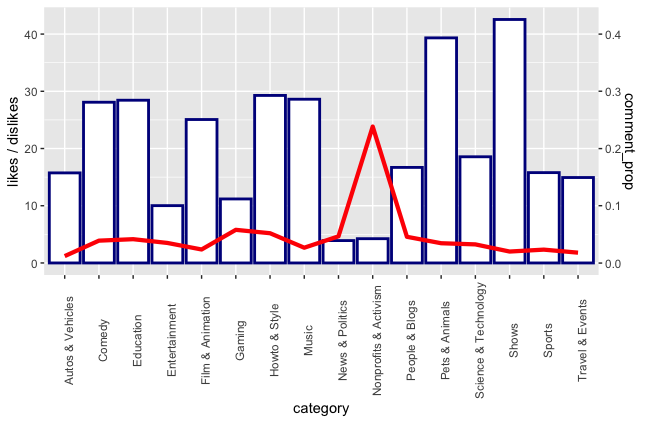 likes / dislikes
40
30
20
10
0
0.4
0.3
0.2
0.1
0.0
comment_prop
Autos & Vehicles
Comedy
Education
Entertainment
Film & Animation
Gaming
Howto & Style
Music
News & Politics
Nonprofits & Activism
People & Blogs
Pets & Animals
Science & Technology
Shows
Sports
Travel & Events
category